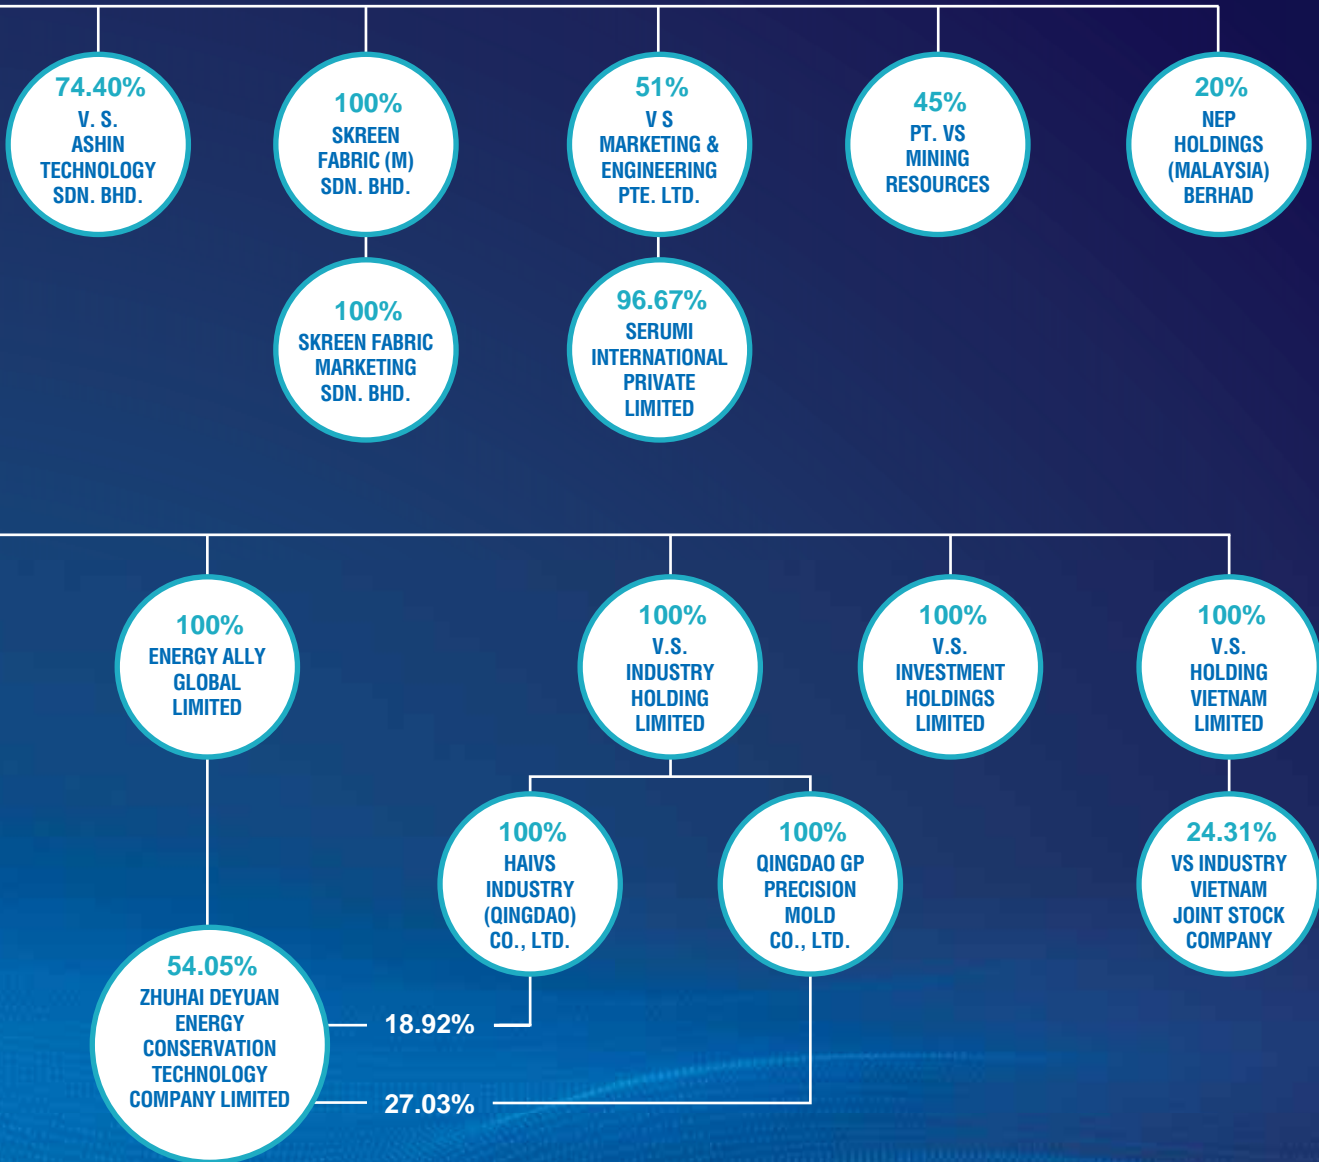 74.40%
V. S.
ASHIN
TECHNOLOGY
SDN. BHD.
100%
SKREEN
FABRIC (M)
SDN. BHD.
51%
V S
MARKETING &
ENGINEERING
PTE. LTD.
45%
PT. VS
MINING
RESOURCES
20%
NEP
HOLDINGS
(MALAYSIA)
BERHAD
100%
SKREEN FABRIC
MARKETING
SDN. BHD.
96.67%
SERUMI
INTERNATIONAL
PRIVATE
LIMITED
100%
ENERGY ALLY
GLOBAL
LIMITED
100%
V.S.
INDUSTRY
HOLDING
LIMITED
100%
V.S.
INVESTMENT
HOLDINGS
LIMITED
100%
V.S.
HOLDING
VIETNAM
LIMITED
100%
HAIVS
INDUSTRY
(QINGDAO)
CO., LTD.
100%
QINGDAO GP
PRECISION
MOLD
CO., LTD.
24.31%
VS INDUSTRY
VIETNAM
JOINT STOCK
COMPANY
54.05%
ZHUHAI DEYUAN
ENERGY
CONSERVATION
TECHNOLOGY
COMPANY LIMITED
18.92%
27.03%